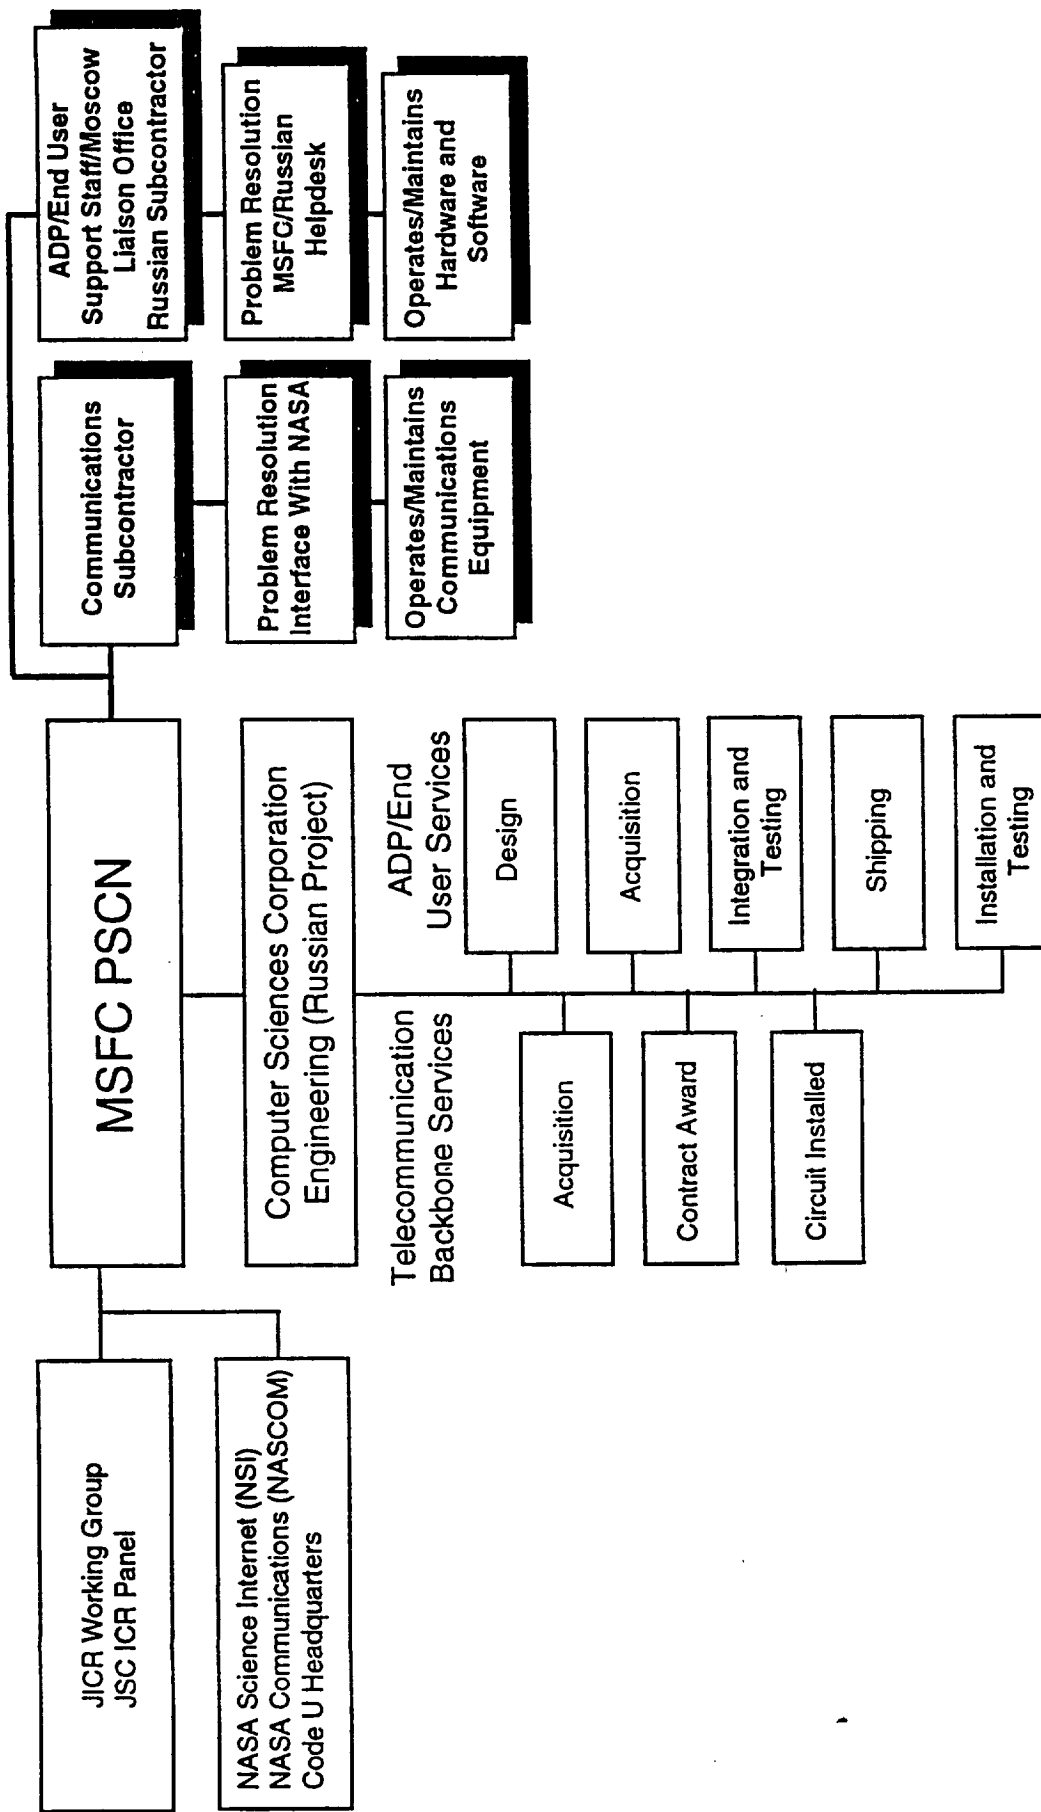 JICR Working Group
JSC ICR Panel
NASA Science Internet (NSI)
NASA Communications (NASCOM)
Code U Headquarters
MSFC PSCN
Computer Sciences Corporation
Engineering (Russian Project)
Telecommunication
Backbone Services
Acquisition
Contract Award
Circuit Installed
ADP/End
User Services
Design
Acquisition
Integration and
Testing
Shipping
Installation and
Testing
Communications
Subcontractor
Problem Resolution
Interface With NASA
Operates/Maintains
Communications
Equipment
ADP/End User
Support Staff/Moscow
Liaison Office
Russian Subcontractor
Problem Resolution
MSFC/Russian
Helpdesk
Operates/Maintains
Hardware and
Software